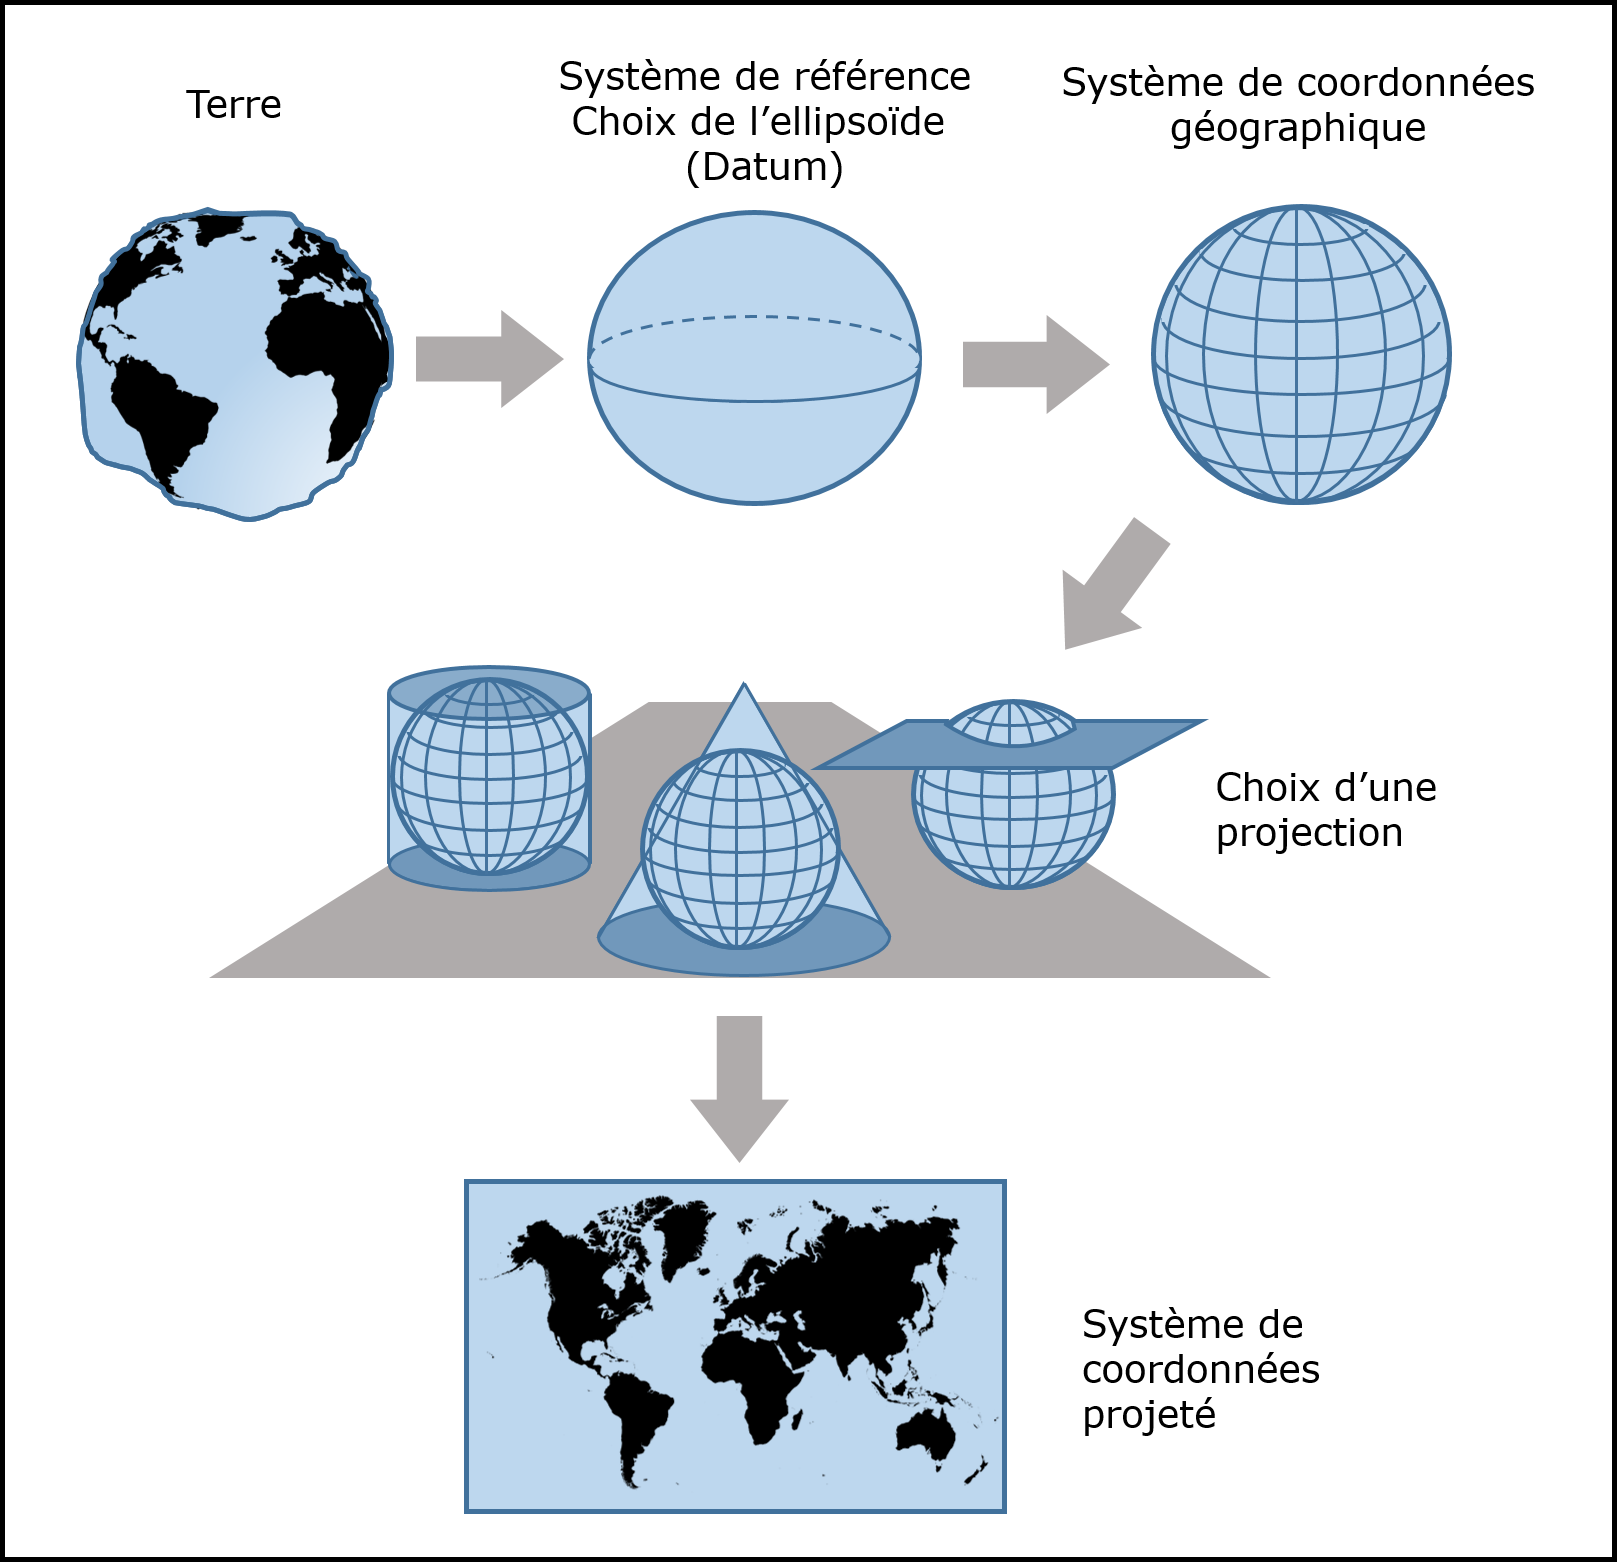 Terre
Système de référence
Choix de l’ellipsoïde
(Datum)
Système de coordonnées
géographique
Choix d’une
projection
Système de
coordonnées
projeté